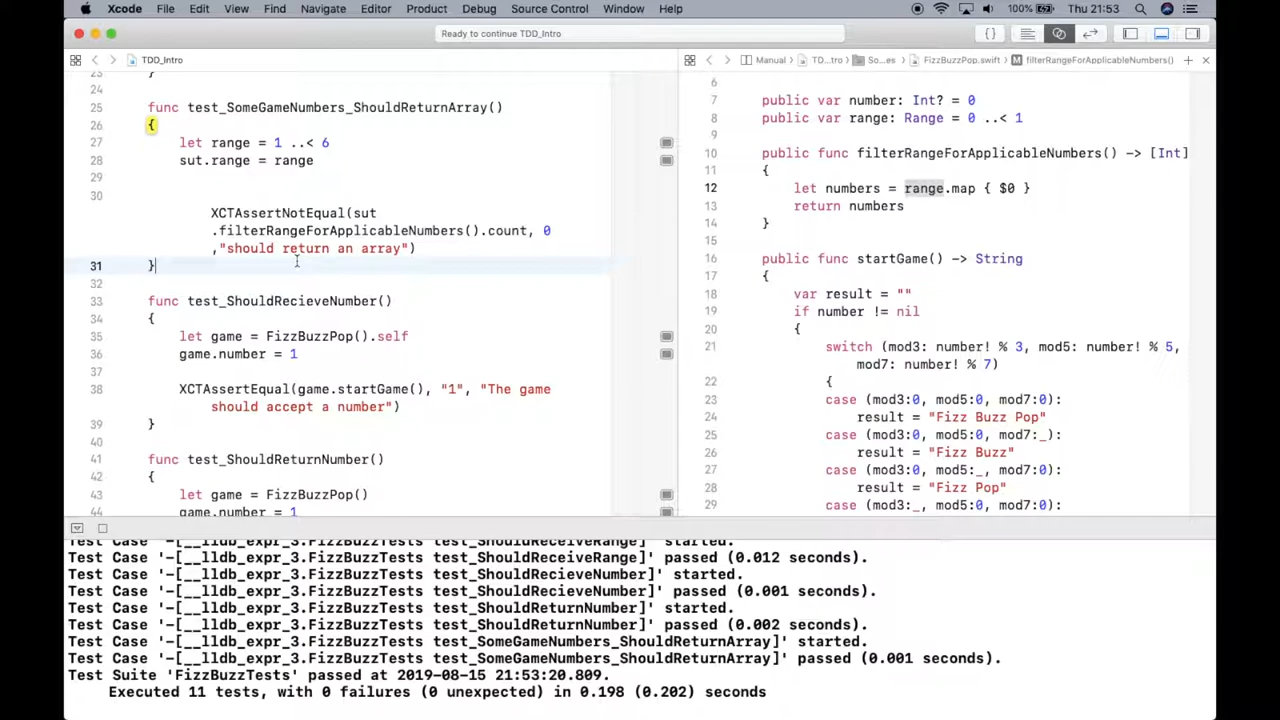 Xcode File Edit View Find Navigate Editor Product Debug Source Control Window Help 100% Thu 21:53
Ready to continue TDD_Intro
TDD_Intro
Manual TD...tro So...es FizzBuzzPop.swift M filterRangeForApplicableNumbers()
23 }
24
25 func test_SomeGameNumbers_ShouldReturnArray()
26 {
27 let range = 1 ..< 6
28 sut.range = range
30
XCTAssertNotEqual(sut
.filterRangeForApplicableNumbers().count, 0
,"should return an array")
31 }
32
33 func test_ShouldRecieveNumber()
34 {
35 let game = FizzBuzzPop().self
36 game.number = 1
37
38 XCTAssertEqual(game.startGame(), "1", "The game
should accept a number")
39 }
40
41 func test_ShouldReturnNumber()
42 {
43 let game = FizzBuzzPop()
44 game.number = 1
6
7 public var number: Int? = 0
8 public var range: Range = 0 ..< 1
9
10 public func filterRangeForApplicableNumbers() -> [Int]
11 {
12 let numbers = range.map { $0 }
13 return numbers
14 }
15
16 public func startGame() -> String
17 {
18 var result = ""
19 if number != nil
20 {
21 switch (mod3: number! % 3, mod5: number! % 5,
mod7: number! % 7)
22 {
23 case (mod3:0, mod5:0, mod7:0):
24 result = "Fizz Buzz Pop"
25 case (mod3:0, mod5:0, mod7:_):
26 result = "Fizz Buzz"
27 case (mod3:0, mod5:_, mod7:0):
28 result = "Fizz Pop"
29 case (mod3:_, mod5:0, mod7:0):
Test Case '-[__lldb_expr_3.FizzBuzzTests test_ShouldReceiveRange]' started.
Test Case '-[__lldb_expr_3.FizzBuzzTests test_ShouldReceiveRange]' passed (0.012 seconds).
Test Case '-[__lldb_expr_3.FizzBuzzTests test_ShouldRecieveNumber]' started.
Test Case '-[__lldb_expr_3.FizzBuzzTests test_ShouldRecieveNumber]' passed (0.001 seconds).
Test Case '-[__lldb_expr_3.FizzBuzzTests test_ShouldReturnNumber]' started.
Test Case '-[__lldb_expr_3.FizzBuzzTests test_ShouldReturnNumber]' passed (0.002 seconds).
Test Case '-[__lldb_expr_3.FizzBuzzTests test_SomeGameNumbers_ShouldReturnArray]' started.
Test Case '-[__lldb_expr_3.FizzBuzzTests test_SomeGameNumbers_ShouldReturnArray]' passed (0.001 seconds).
Test Suite 'FizzBuzzTests' passed at 2019-08-15 21:53:20.809.
Executed 11 tests, with 0 failures (0 unexpected) in 0.198 (0.202) seconds